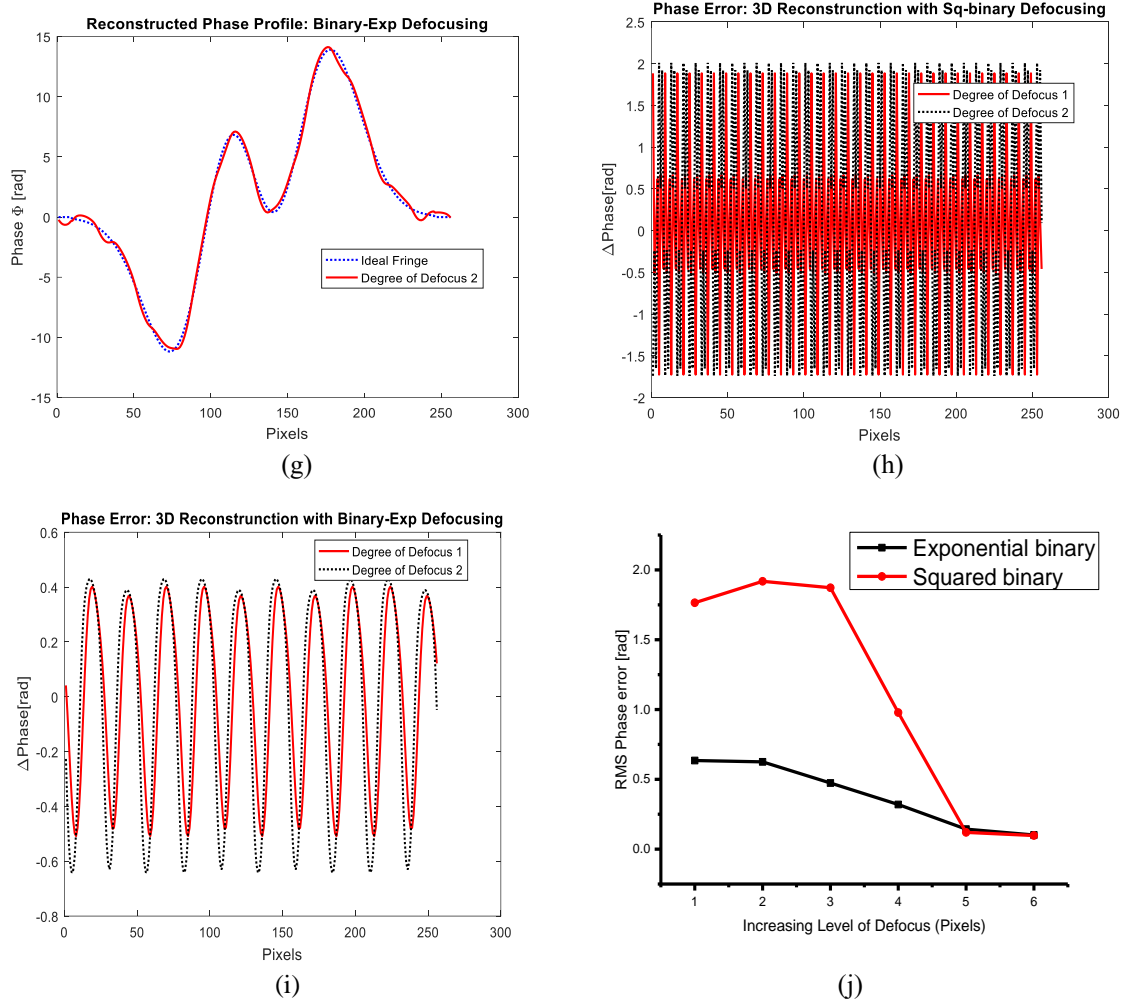 Reconstructed Phase Profile: Binary-Exp Defocusing
15
10
5
0
-5
-10
-15
Phase Φ [rad]
Ideal Fringe
Degree of Defocus 2
0 50 100 150 200 250 300
Pixels
(g)
Phase Error: 3D Reconstrunction with Sq-binary Defocusing
2.5
2
1.5
1
0.5
0
-0.5
-1
-1.5
-2
ΔPhase[rad]
Degree of Defocus 1
Degree of Defocus 2
0 50 100 150 200 250 300
Pixels
(h)
Phase Error: 3D Reconstrunction with Binary-Exp Defocusing
0.6
0.4
0.2
0
-0.2
-0.4
-0.6
-0.8
ΔPhase[rad]
Degree of Defocus 1
Degree of Defocus 2
0 50 100 150 200 250 300
Pixels
(i)
Exponential binary
Squared binary
2.0
1.5
1.0
0.5
0.0
RMS Phase error [rad]
1 2 3 4 5 6
Increasing Level of Defocus (Pixels)
(j)